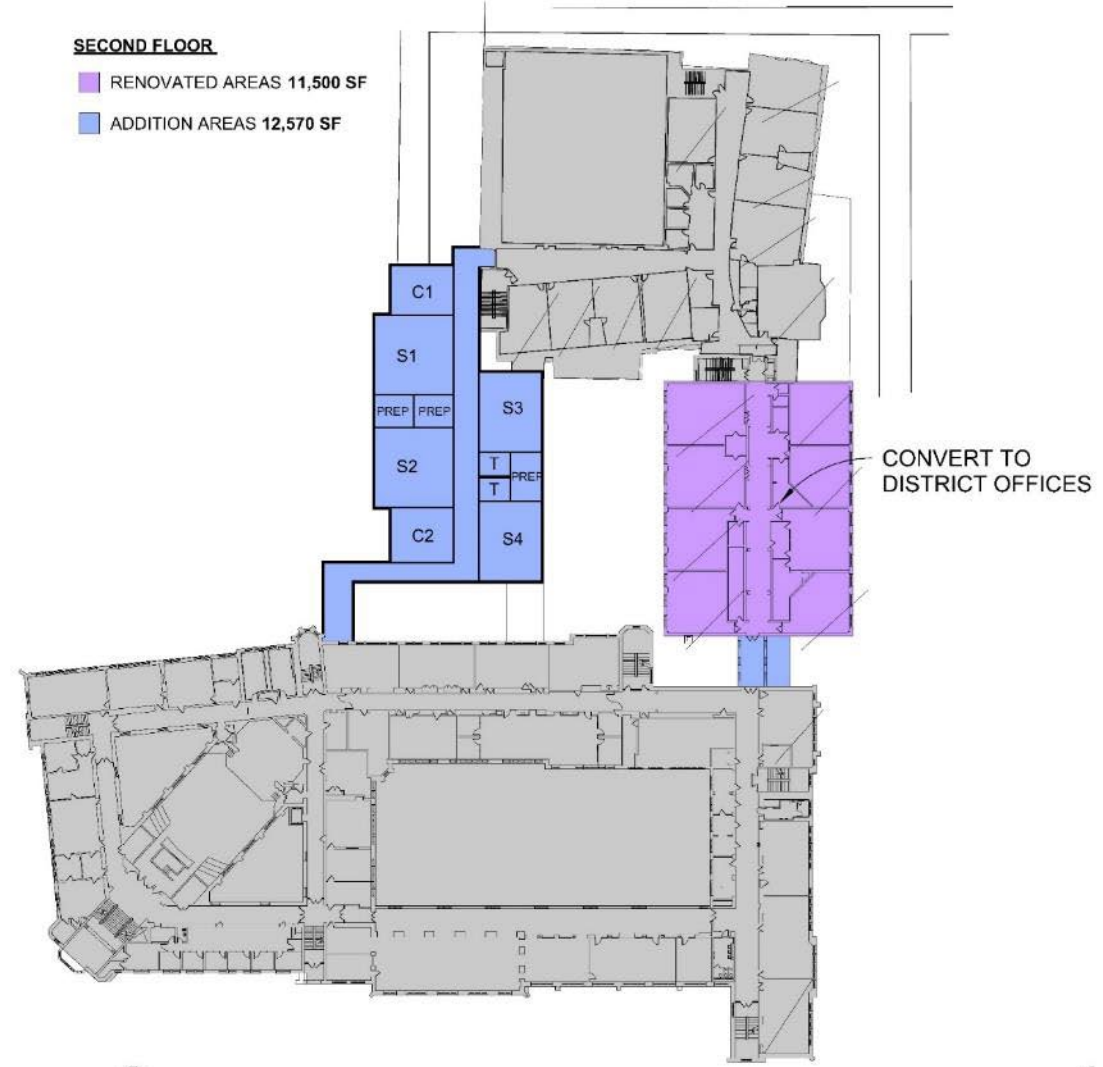 SECOND FLOOR
RENOVATED AREAS 11,500 SF
ADDITION AREAS 12,570 SF
C1
S1
PREP PREP
S2
C2
S3
T
PREP
T
S4
CONVERT TO
DISTRICT OFFICES